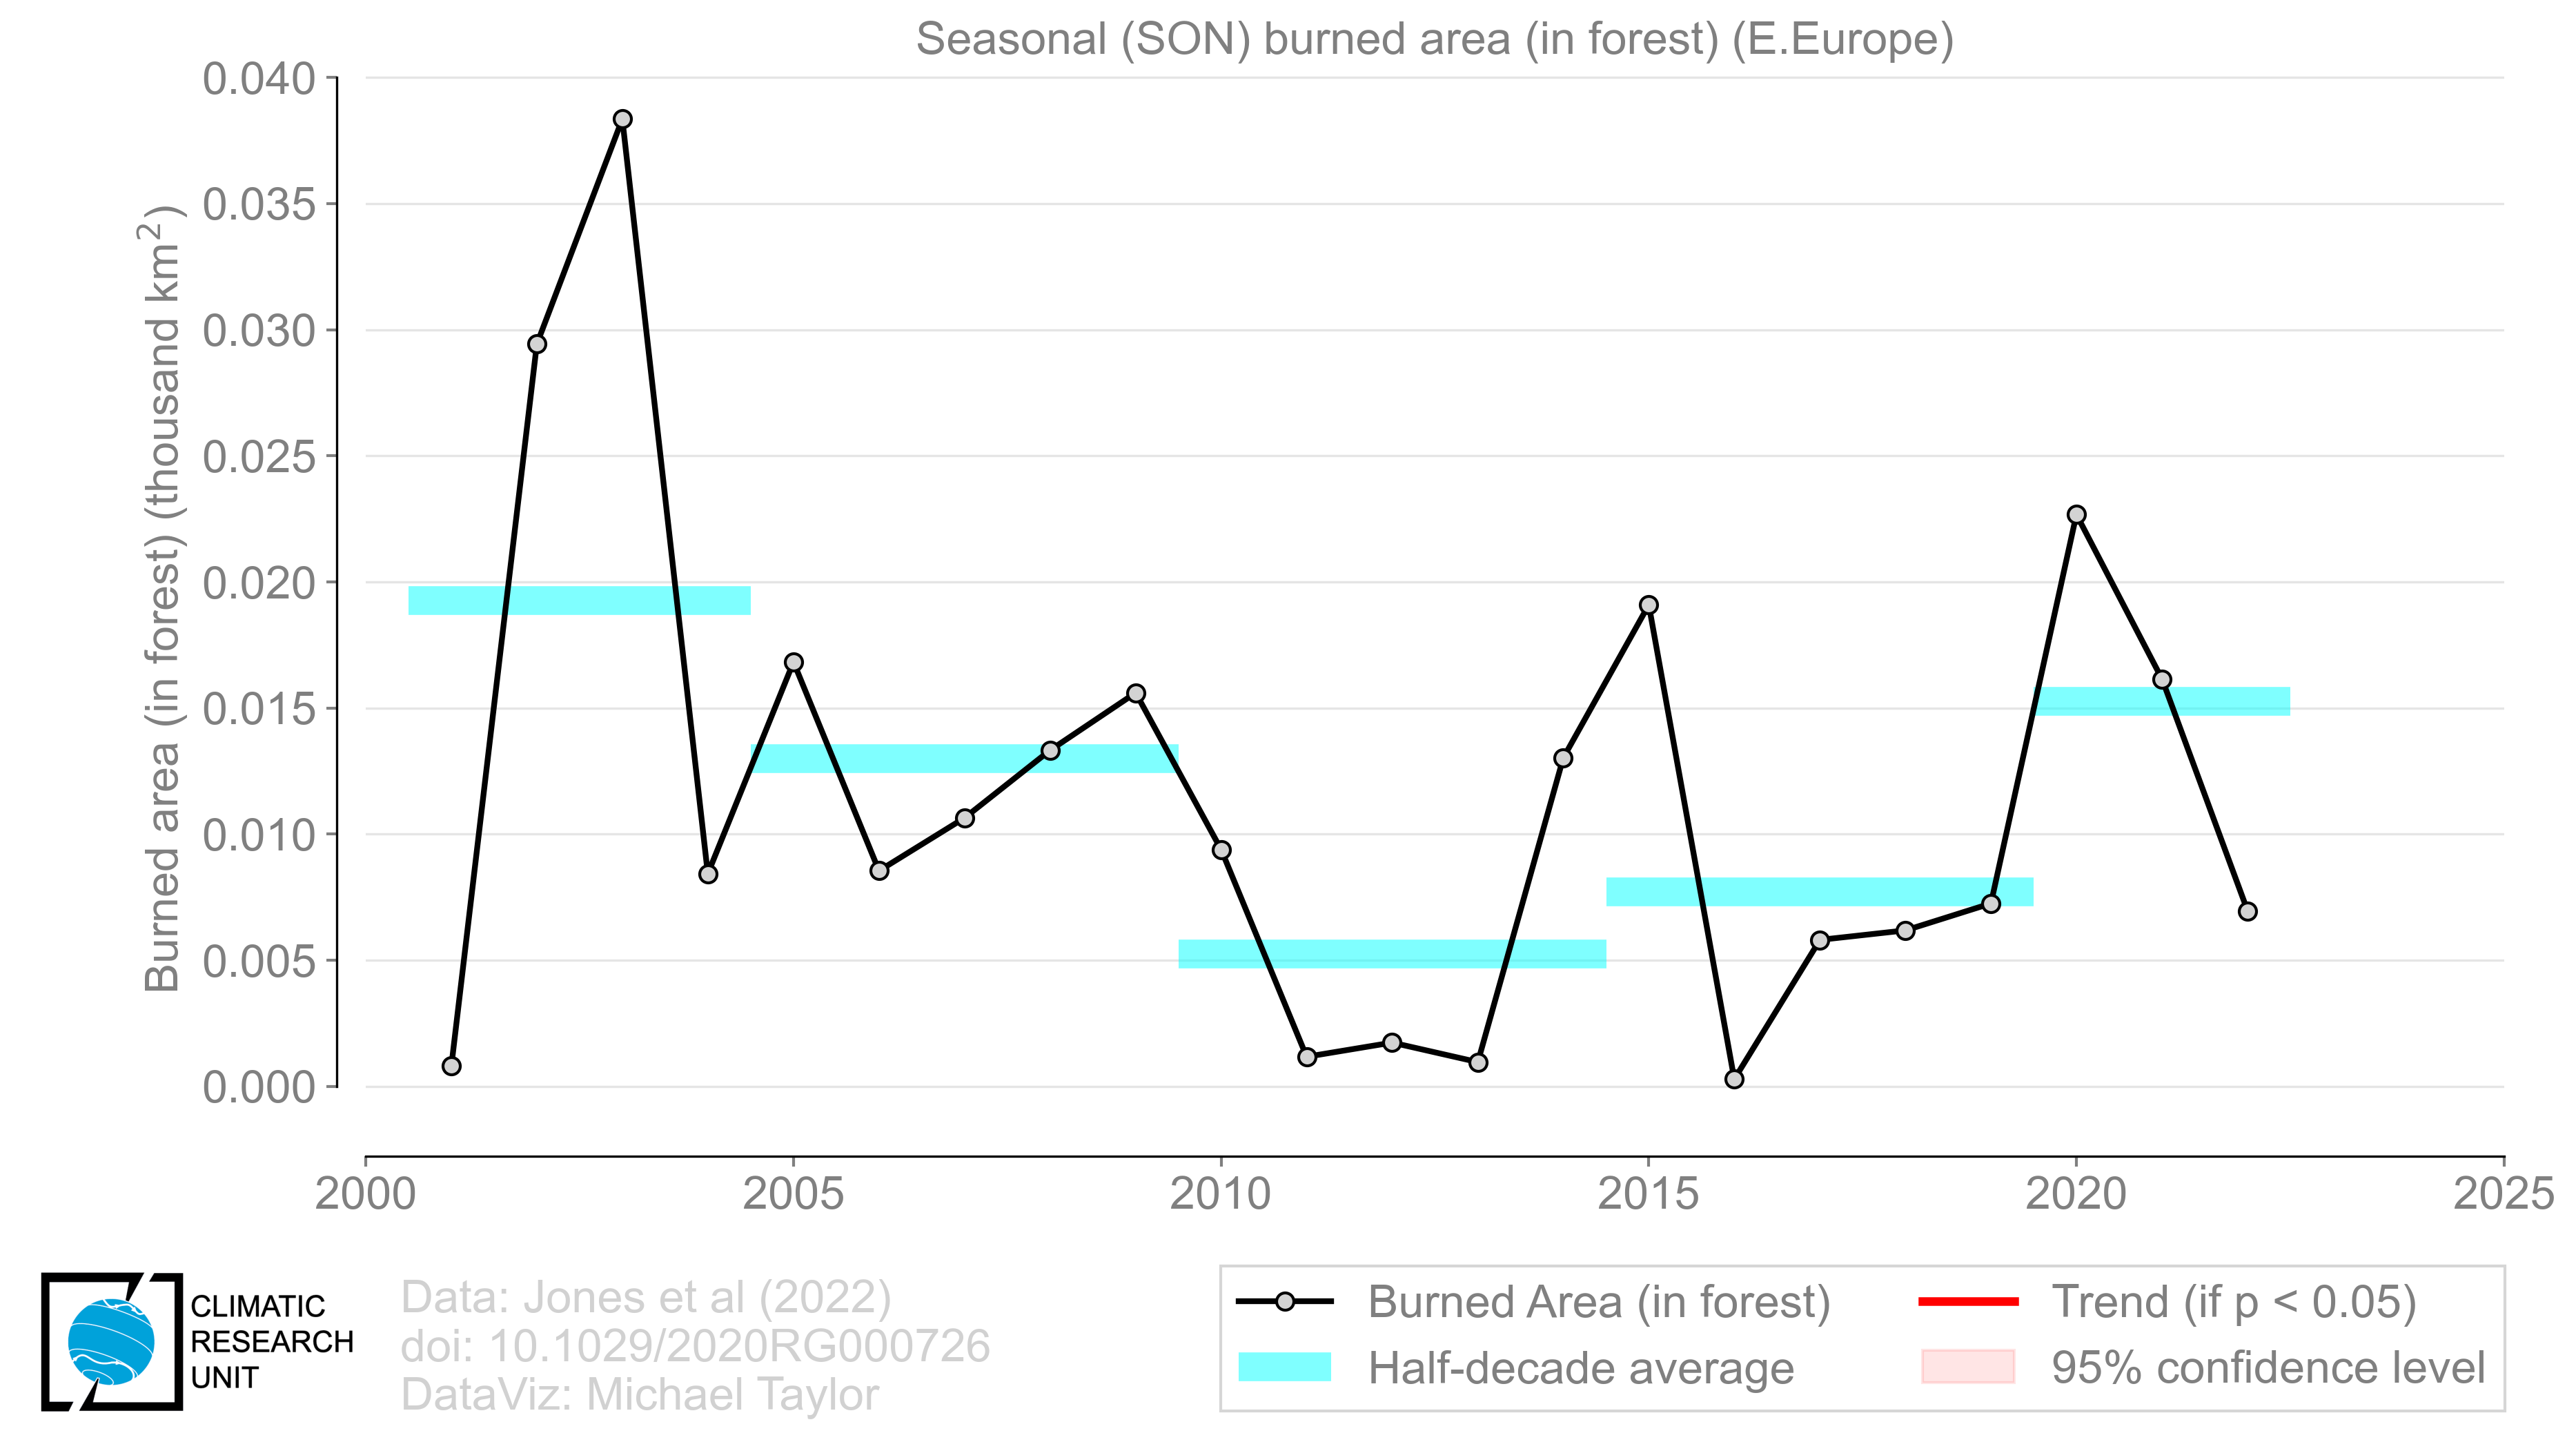 Seasonal (SON) burned area (in forest) (E.Europe)
Burned area (in forest) (thousand km²)
0.040
0.035
0.030
0.025
0.020
0.015
0.010
0.005
0.000
2000 2005 2010 2015 2020 2025
CLIMATIC
RESEARCH
UNIT
Data: Jones et al (2022)
doi: 10.1029/2020RG000726
DataViz: Michael Taylor
Burned Area (in forest)
Half-decade average
Trend (if p < 0.05)
95% confidence level